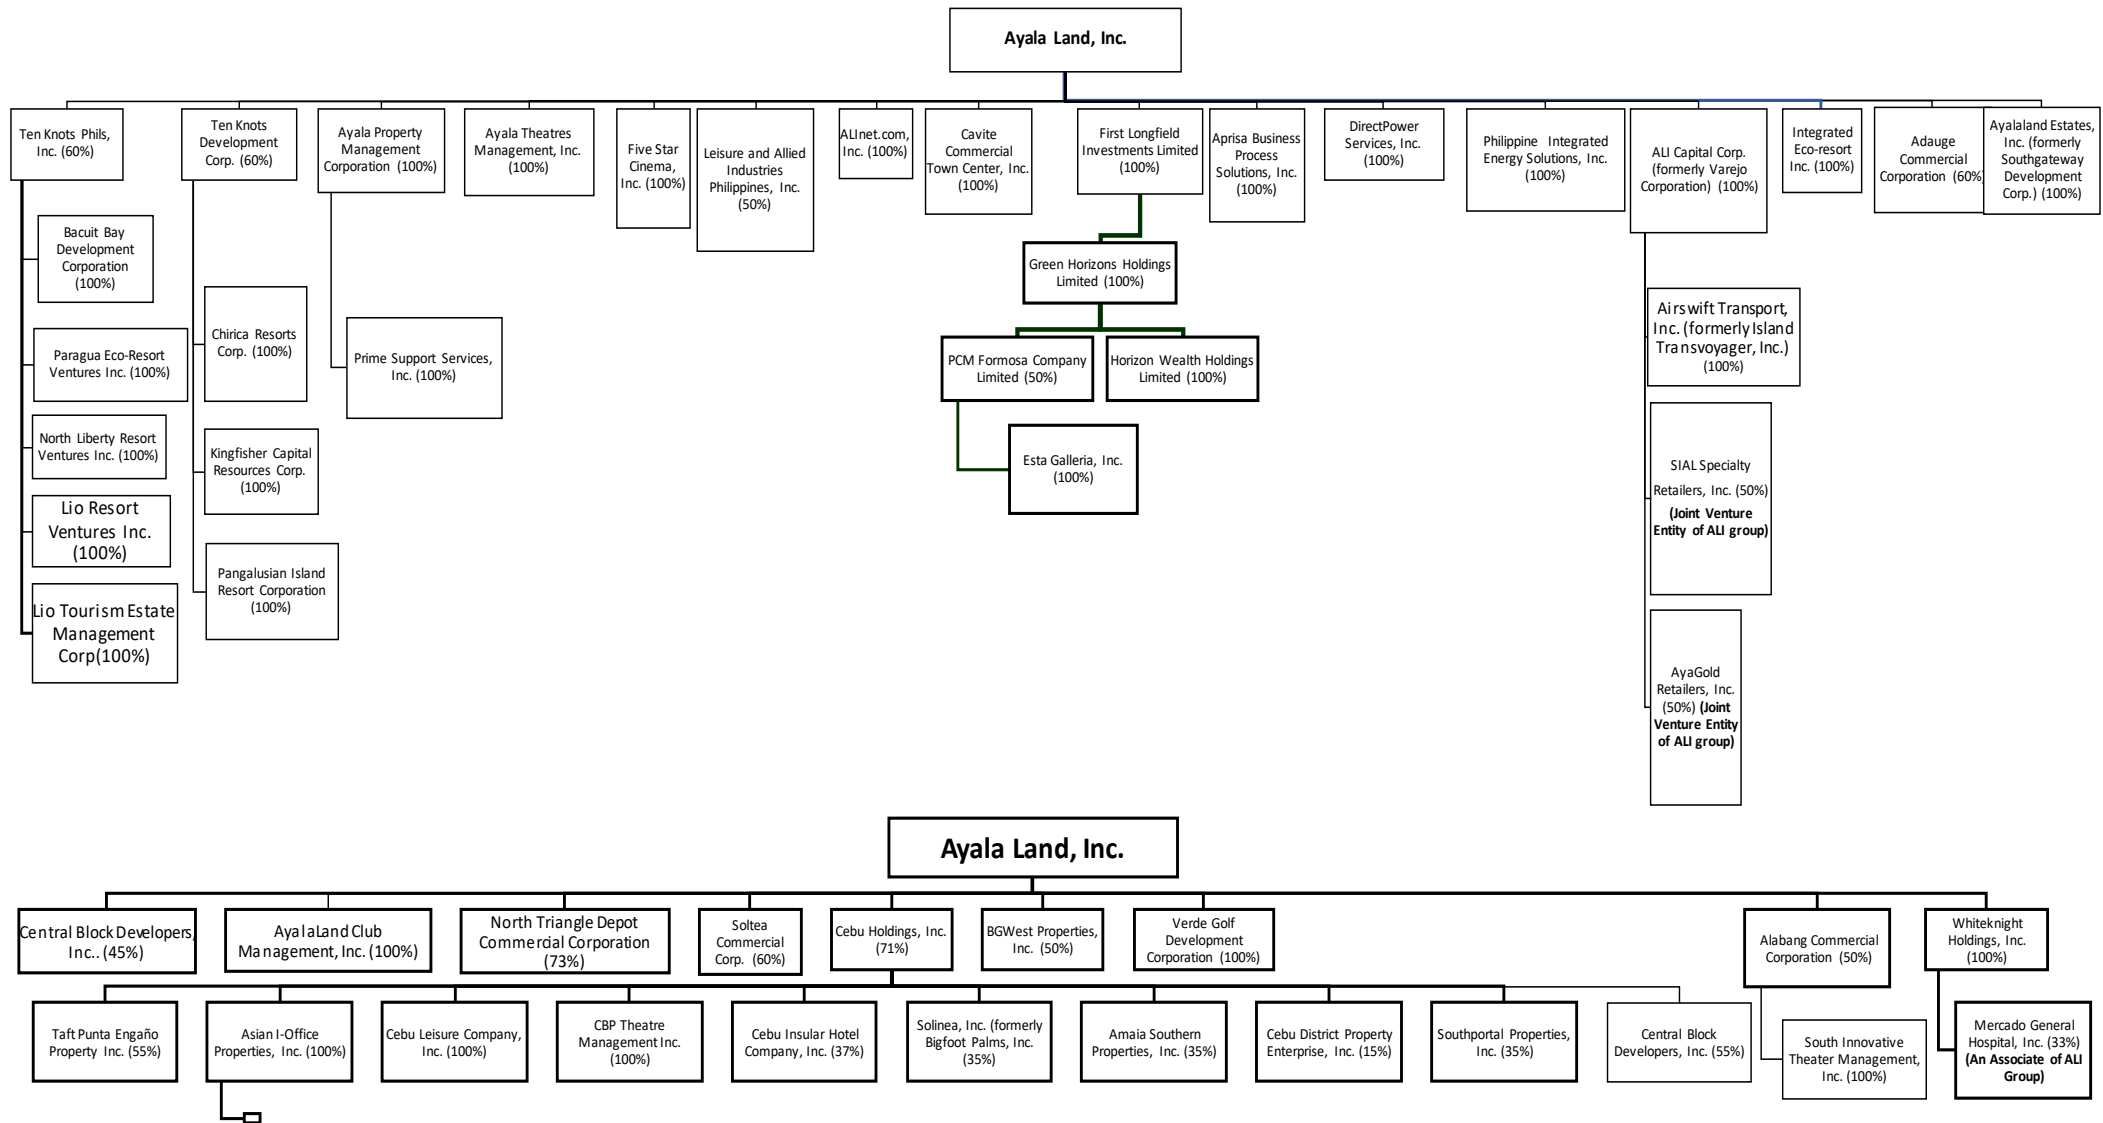 Ayala Land, Inc.
Ten Knots Phils,
Inc. (60%)
Ten Knots
Development
Corp. (60%)
Ayala Property
Management
Corporation (100%)
Ayala Theatres
Management, Inc.
(100%)
Five Star
Cinema,
Inc. (100%)
Leisure and Allied
Industries
Philippines, Inc.
(50%)
ALInet.com,
Inc. (100%)
Cavite
Commercial
Town Center, Inc.
(100%)
First Longfield
Investments Limited
(100%)
Aprisa Business
Process
Solutions, Inc.
(100%)
DirectPower
Services, Inc.
(100%)
Philippine Integrated
Energy Solutions, Inc.
(100%)
ALI Capital Corp.
(formerly Varejo
Corporation) (100%)
Integrated
Eco-resort
Inc. (100%)
Adauge
Commercial
Corporation (60%)
Ayalaland Estates,
Inc. (formerly
Southgateway
Development
Corp.) (100%)
Bacuit Bay
Development
Corporation
(100%)
Paragua Eco-Resort
Ventures Inc. (100%)
North Liberty Resort
Ventures Inc. (100%)
Lio Resort
Ventures Inc.
(100%)
Lio Tourism Estate
Management
Corp(100%)
Chirica Resorts
Corp. (100%)
Kingfisher Capital
Resources Corp.
(100%)
Pangalusian Island
Resort Corporation
(100%)
Prime Support Services,
Inc. (100%)
Green Horizons Holdings
Limited (100%)
PCM Formosa Company
Limited (50%)
Horizon Wealth Holdings
Limited (100%)
Esta Galleria, Inc.
(100%)
Airswift Transport,
Inc. (formerly Island
Transvoyager, Inc.)
(100%)
SIAL Specialty
Retailers, Inc. (50%)
(Joint Venture
Entity of ALI group)
AyaGold
Retailers, Inc.
(50%) (Joint
Venture Entity
of ALI group)
Ayala Land, Inc.
Central Block Developers,
Inc.. (45%)
AyalaLand Club
Management, Inc. (100%)
North Triangle Depot
Commercial Corporation
(73%)
Soltea
Commercial
Corp. (60%)
Cebu Holdings, Inc.
(71%)
BGWest Properties,
Inc. (50%)
Verde Golf
Development
Corporation (100%)
Alabang Commercial
Corporation (50%)
Whiteknight
Holdings, Inc.
(100%)
Taft Punta Engaño
Property Inc. (55%)
Asian I-Office
Properties, Inc. (100%)
Cebu Leisure Company,
Inc. (100%)
CBP Theatre
Management Inc.
(100%)
Cebu Insular Hotel
Company, Inc. (37%)
Solinea, Inc. (formerly
Bigfoot Palms, Inc.
(35%)
Amaia Southern
Properties, Inc. (35%)
Cebu District Property
Enterprise, Inc. (15%)
Southportal Properties,
Inc. (35%)
Central Block
Developers, Inc. (55%)
South Innovative
Theater Management,
Inc. (100%)
Mercado General
Hospital, Inc. (33%)
(An Associate of ALI
Group)